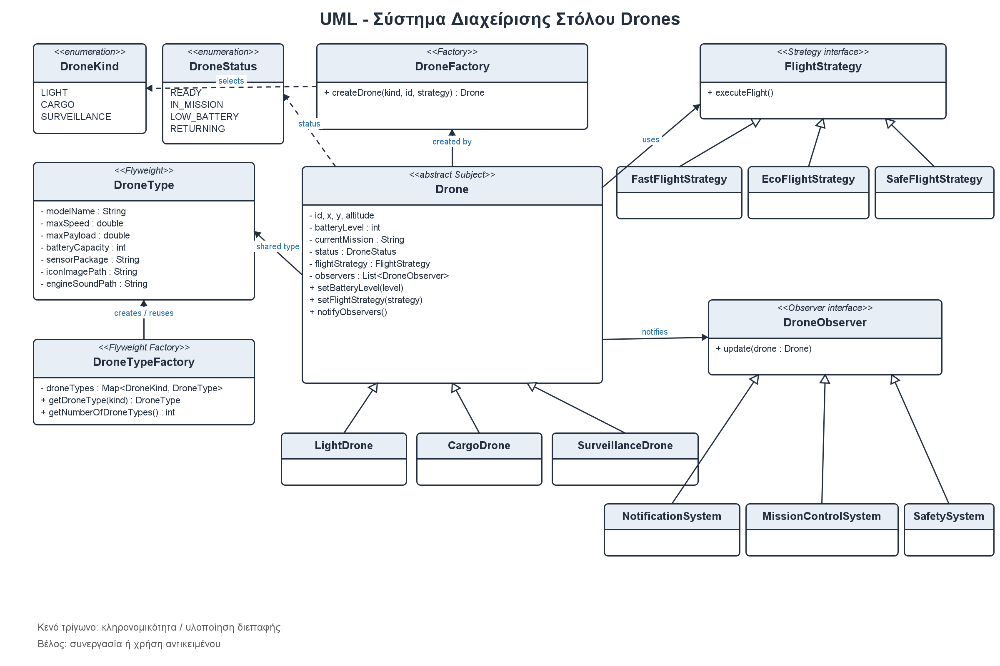 UML - Σύστημα Διαχείρισης Στόλου Drones
<<enumeration>>
DroneKind
LIGHT
CARGO
SURVEILLANCE
<<enumeration>>
DroneStatus
READY
IN_MISSION
LOW_BATTERY
RETURNING
selects
<<Factory>>
DroneFactory
+ createDrone(kind, id, strategy) : Drone
status
created by
<<Strategy interface>>
FlightStrategy
+ executeFlight()
uses
FastFlightStrategy
EcoFlightStrategy
SafeFlightStrategy
<<Flyweight>>
DroneType
- modelName : String
- maxSpeed : double
- maxPayload : double
- batteryCapacity : int
- sensorPackage : String
- iconImagePath : String
- engineSoundPath : String
shared type
<<abstract Subject>>
Drone
- id, x, y, altitude
- batteryLevel : int
- currentMission : String
- status : DroneStatus
- flightStrategy : FlightStrategy
- observers : List<DroneObserver>
+ setBatteryLevel(level)
+ setFlightStrategy(strategy)
+ notifyObservers()
creates / reuses
<<Flyweight Factory>>
DroneTypeFactory
- droneTypes : Map<DroneKind, DroneType>
+ getDroneType(kind) : DroneType
+ getNumberOfDroneTypes() : int
notifies
<<Observer interface>>
DroneObserver
+ update(drone : Drone)
LightDrone
CargoDrone
SurveillanceDrone
NotificationSystem
MissionControlSystem
SafetySystem
Κενό τρίγωνο: κληρονομικότητα / υλοποίηση διεπαφής
Βέλος: συνεργασία ή χρήση αντικειμένου